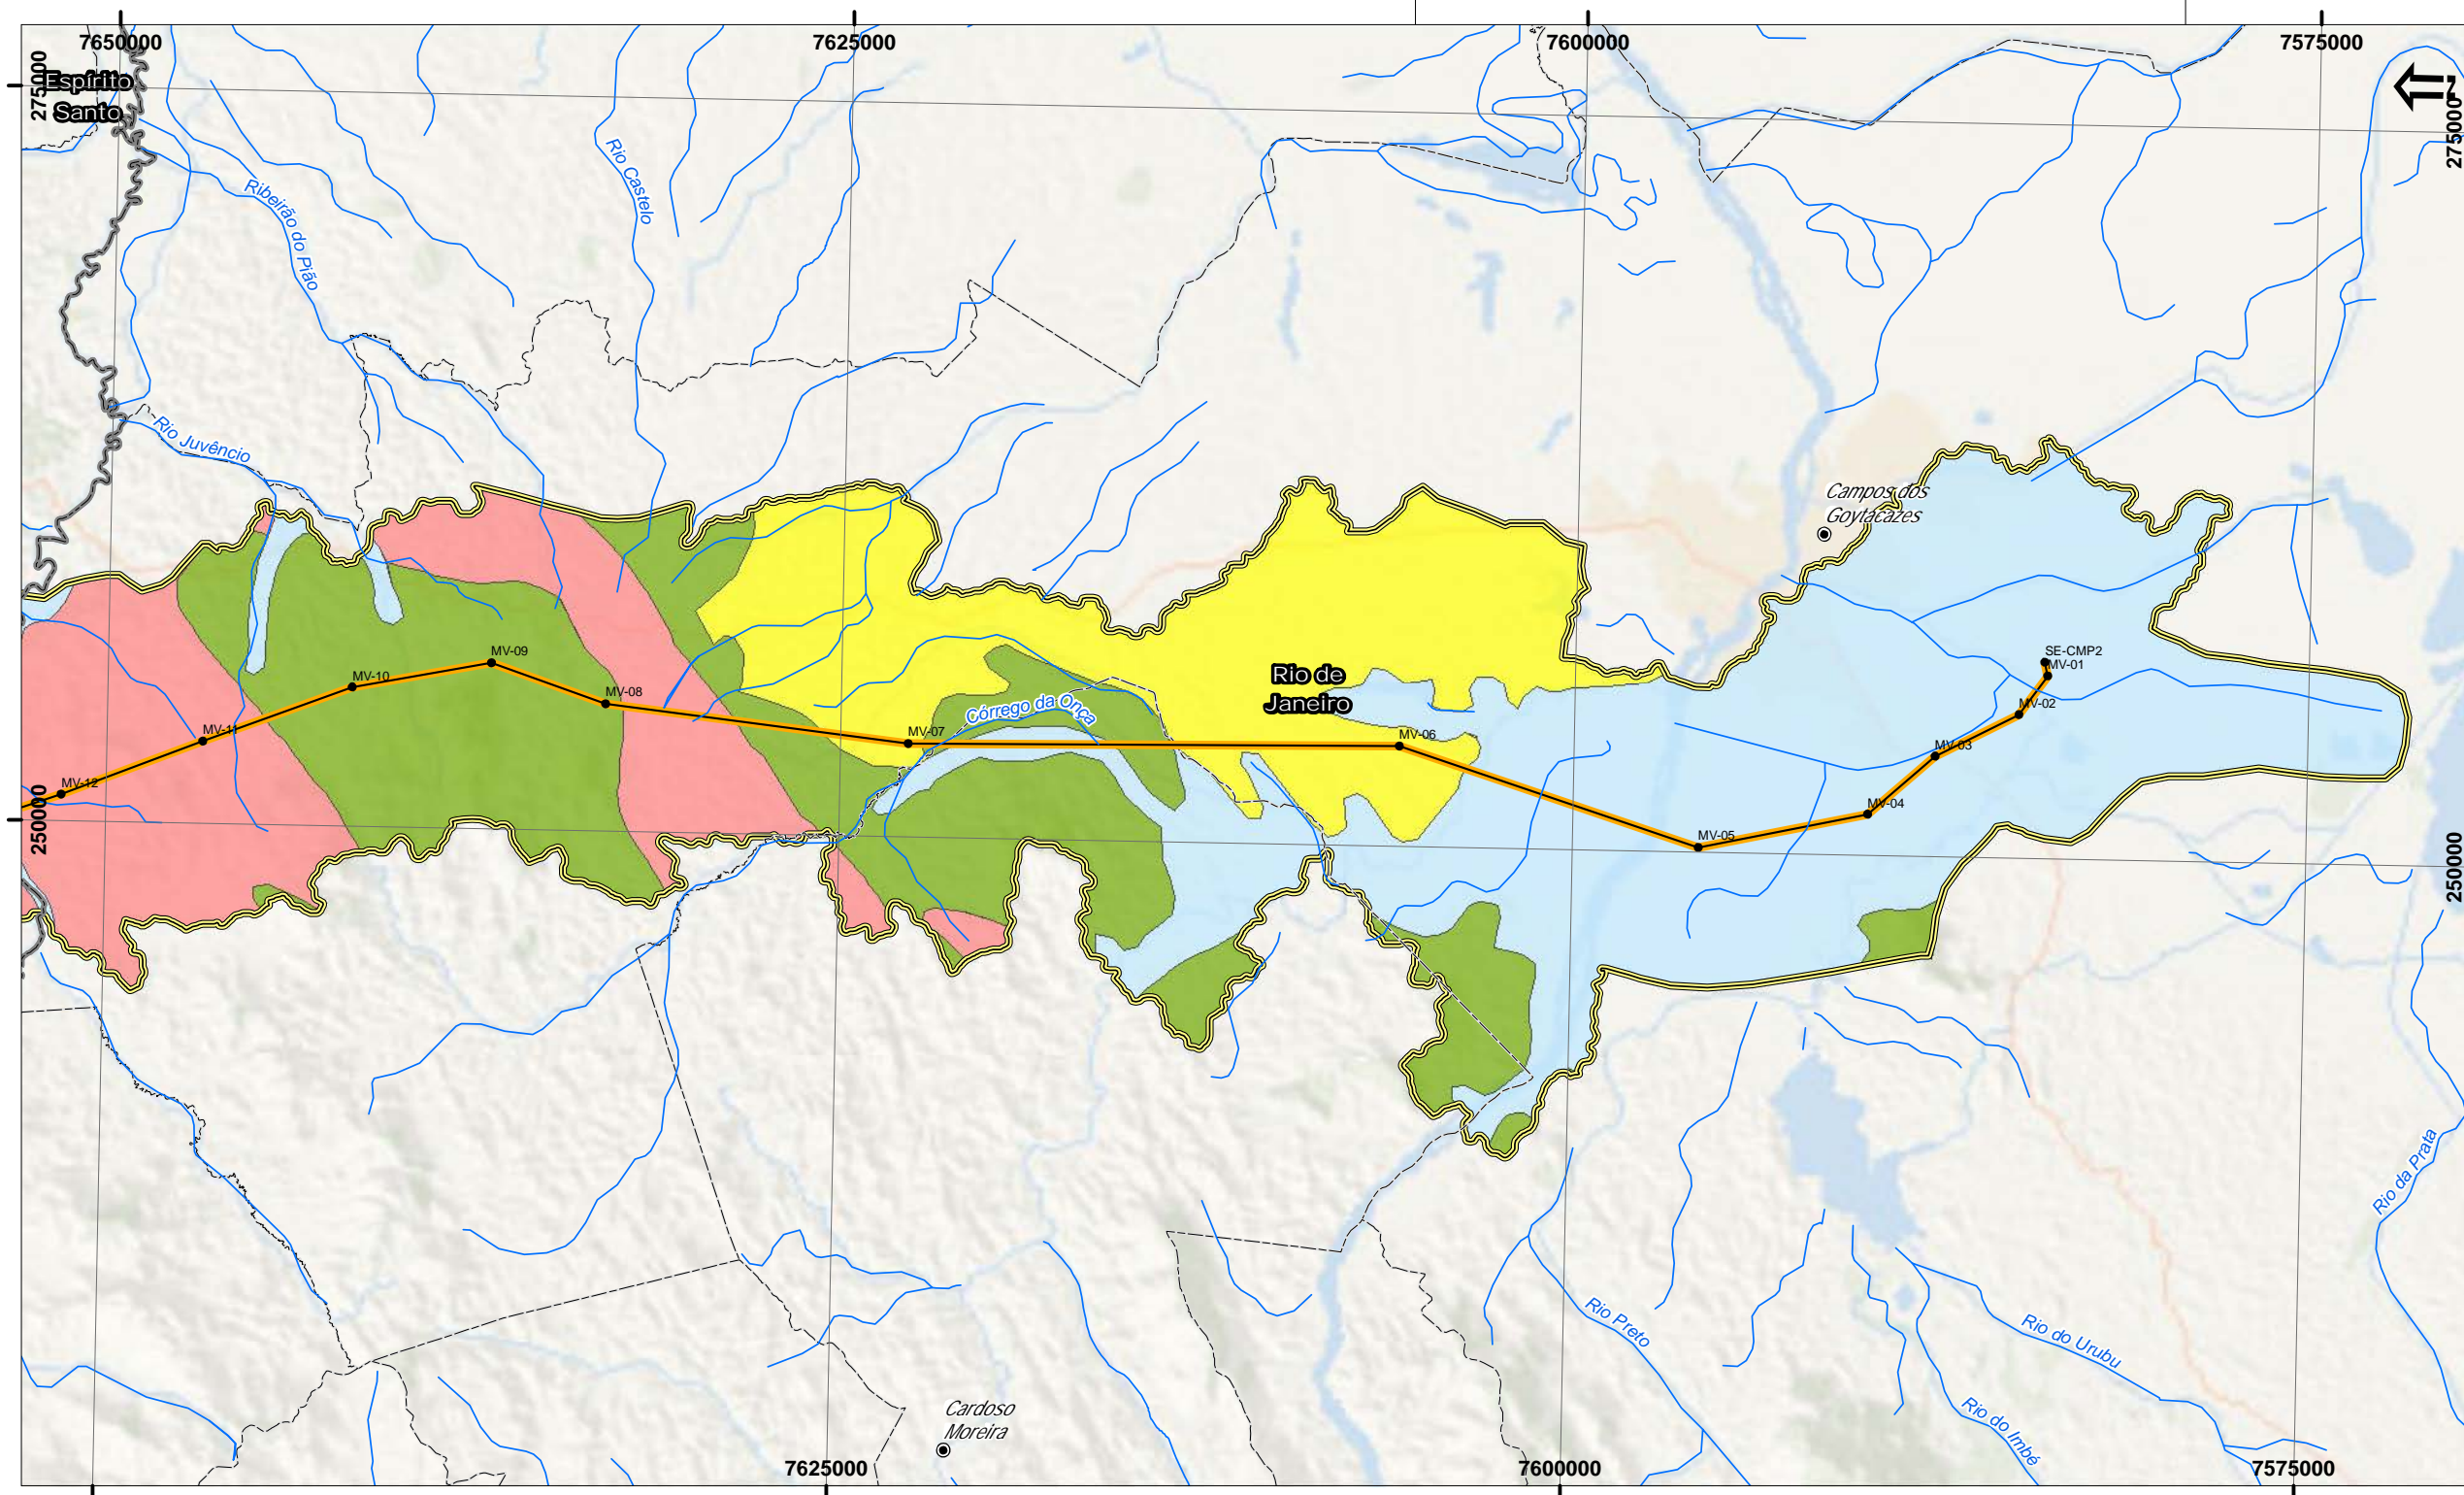 7650000
7625000
7600000
7575000
275000
275000
Espírito
Santo
Rio Castelo
Ribeirão do Pião
Rio Juvêncio
Campos dos
Goytacazes
SE-CMP2
MV-01
MV-02
MV-03
MV-04
MV-05
MV-06
MV-07
MV-08
MV-09
MV-10
MV-11
MV-12
Rio de
Janeiro
Córrego da Onça
250000
250000
Rio da Prata
Rio Preto
Rio do Urubu
Rio do Imbé
Cardoso
Moreira
7625000
7600000
7575000